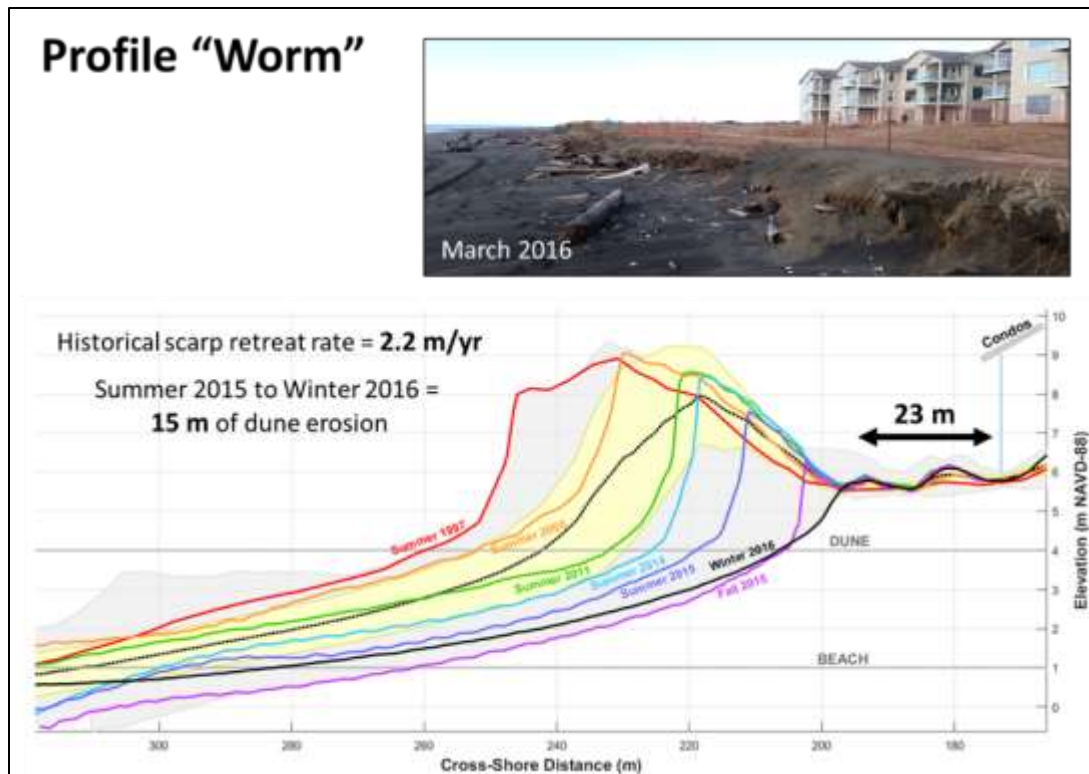 Profile "Worm"
March 2016
Historical scarp retreat rate = 2.2 m/yr
Summer 2015 to Winter 2016 =
15 m of dune erosion
Condos
23 m
Summer 1997
Summer
Summer 2011
Summer 2014
Summer 2015
Winter 2016
Fall 2015
DUNE
BEACH
10
9
8
7
6
5
4
3
2
1
0
Elevation (m NAVD-88)
300
280
260
240
220
200
180
Cross-Shore Distance (m)